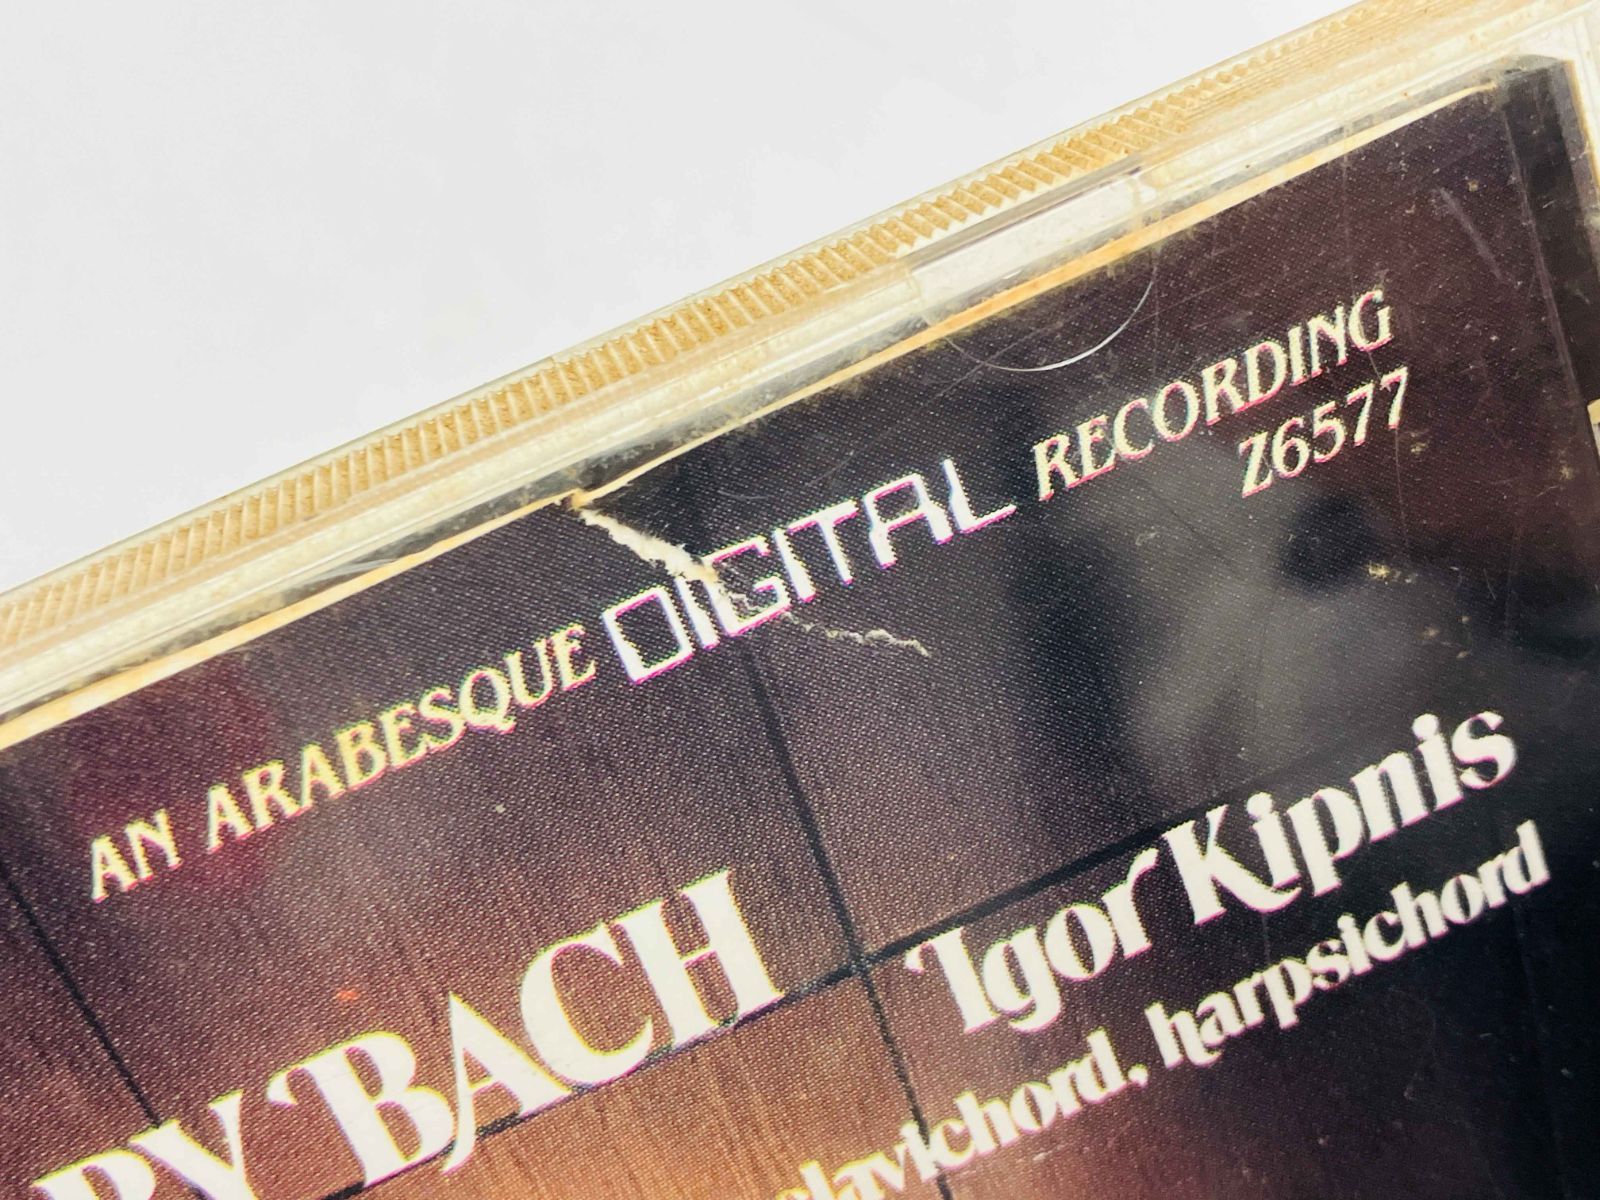 AN ARABESQUE DIGITAL RECORDING
Z6577
BACH
Igor Kipnis
clavichord, harpsichord